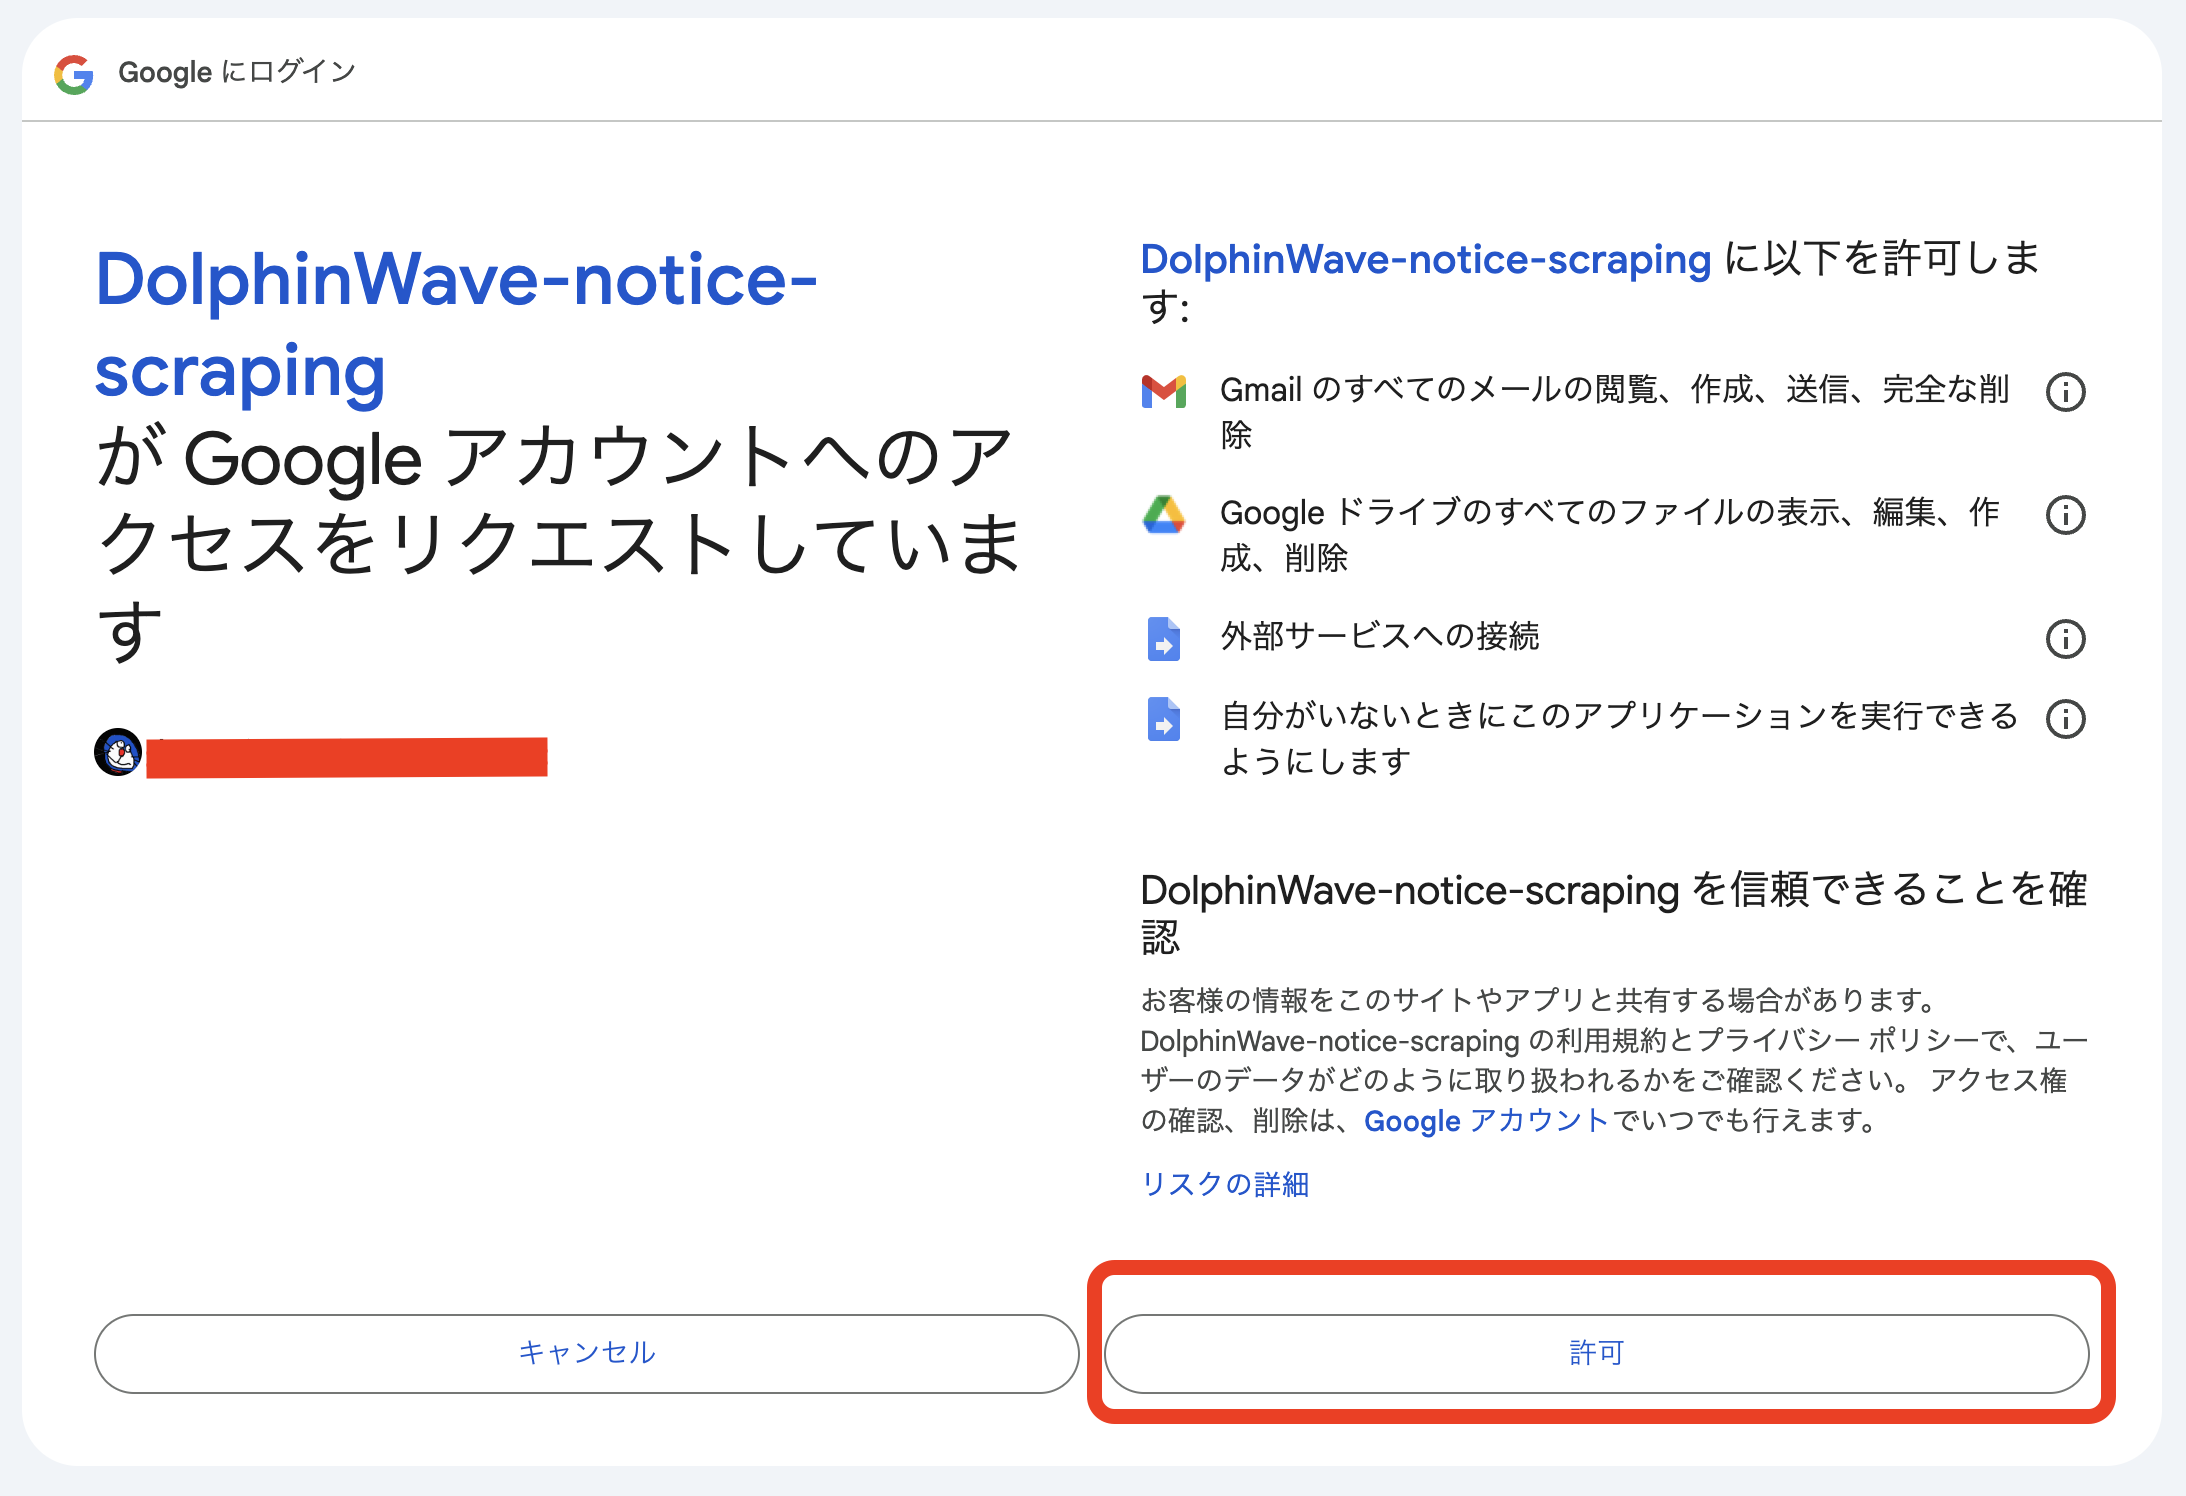 Google にログイン
DolphinWave-notice-
scraping
が Google アカウントへのア
クセスをリクエストしていま
す
DolphinWave-notice-scraping に以下を許可しま
す:
Gmail のすべてのメールの閲覧、作成、送信、完全な削
除
Google ドライブのすべてのファイルの表示、編集、作
成、削除
外部サービスへの接続
自分がいないときにこのアプリケーションを実行できる
ようにします
DolphinWave-notice-scraping を信頼できることを確
認
お客様の情報をこのサイトやアプリと共有する場合があります。
DolphinWave-notice-scraping の利用規約とプライバシー ポリシーで、ユー
ザーのデータがどのように取り扱われるかをご確認ください。 アクセス権
の確認、削除は、Google アカウントでいつでも行えます。
リスクの詳細
キャンセル
許可